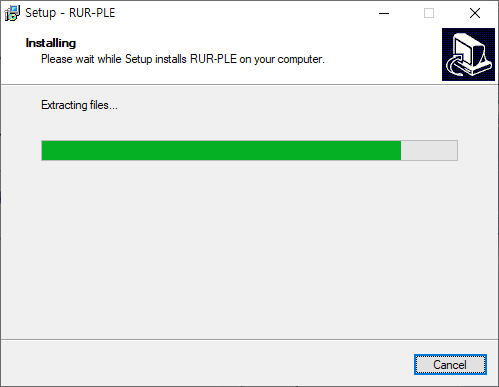 Setup - RUR-PLE
Installing
Please wait while Setup installs RUR-PLE on your computer.
Extracting files...
Cancel